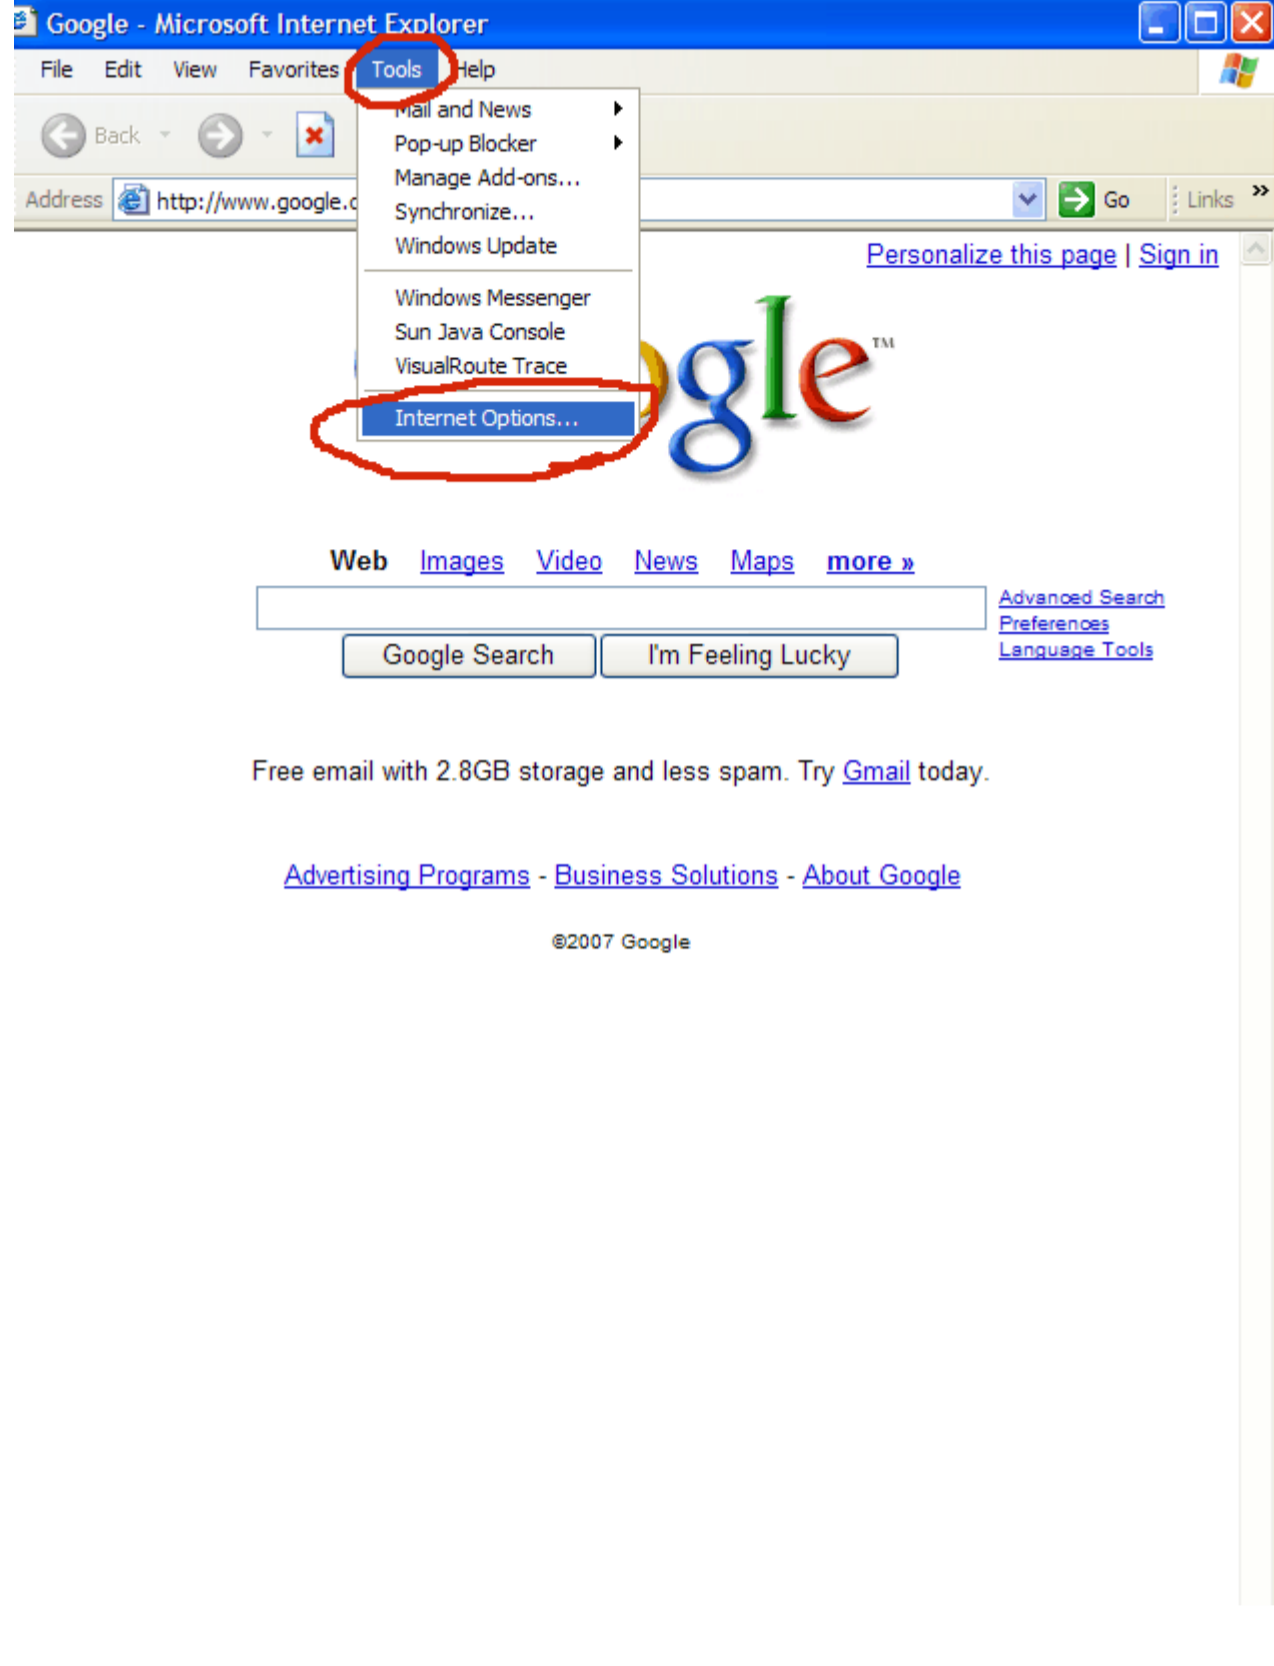 Google - Microsoft Internet Explorer
File Edit View Favorites Tools Help
Back
Mail and News
Pop-up Blocker
Manage Add-ons...
Synchronize...
Windows Update
Windows Messenger
Sun Java Console
VisualRoute Trace
Internet Options...
Address http://www.google.c Go Links »
Personalize this page | Sign in
ogle™
Web Images Video News Maps more »
Advanced Search
Preferences
Language Tools
Google Search I'm Feeling Lucky
Free email with 2.8GB storage and less spam. Try Gmail today.
Advertising Programs - Business Solutions - About Google
©2007 Google